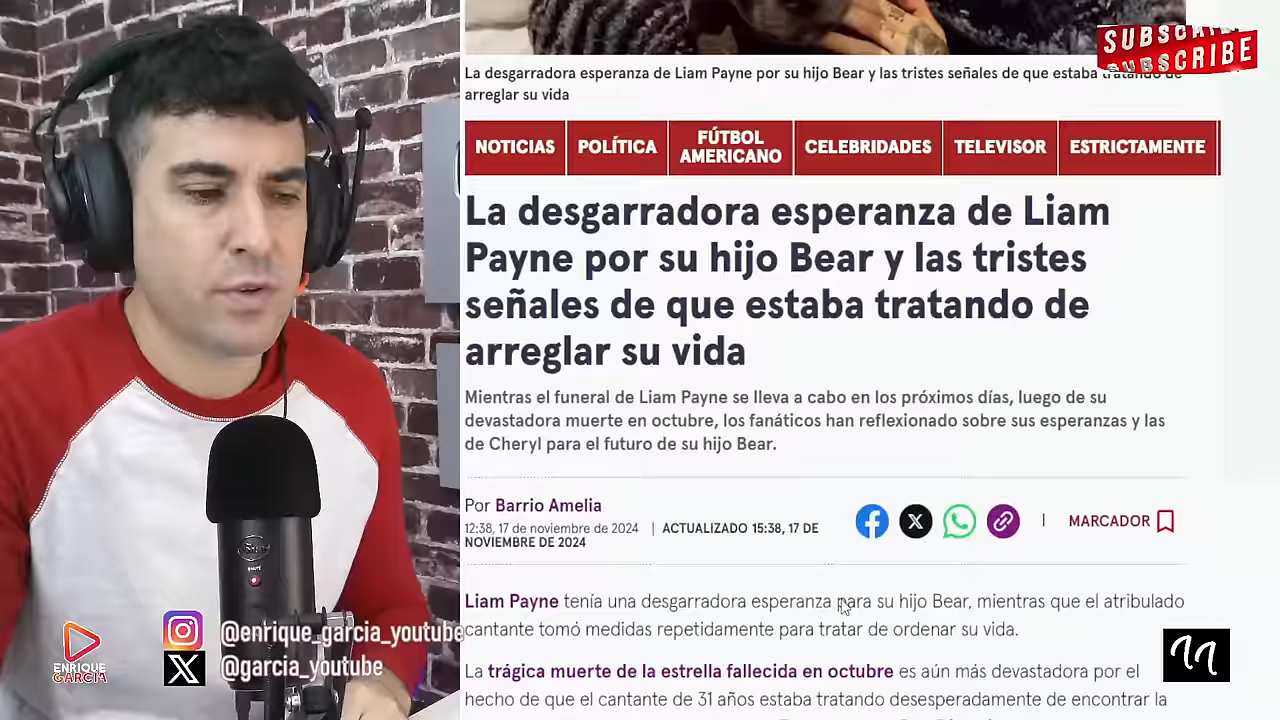 La desgarradora esperanza de Liam Payne por su hijo Bear y las tristes señales de que estaba tratando de
arreglar su vida
SUBSCRIBE
SUBSCRIBE
NOTICIAS
POLÍTICA
FÚTBOL
AMERICANO
CELEBRIDADES
TELEVISOR
ESTRICTAMENTE
La desgarradora esperanza de Liam
Payne por su hijo Bear y las tristes
señales de que estaba tratando de
arreglar su vida
Mientras el funeral de Liam Payne se lleva a cabo en los próximos días, luego de su
devastadora muerte en octubre, los fanáticos han reflexionado sobre sus esperanzas y las
de Cheryl para el futuro de su hijo Bear.
Por Barrio Amelia
12:38, 17 de noviembre de 2024 | ACTUALIZADO 15:38, 17 DE
NOVIEMBRE DE 2024
MARCADOR
Liam Payne tenía una desgarradora esperanza para su hijo Bear, mientras que el atribulado
cantante tomó medidas repetidamente para tratar de ordenar su vida.
La trágica muerte de la estrella fallecida en octubre es aún más devastadora por el
hecho de que el cantante de 31 años estaba tratando desesperadamente de encontrar la
@enrique_garcia_youtube
@garcia_youtube
ENRIQUE
GARCIA